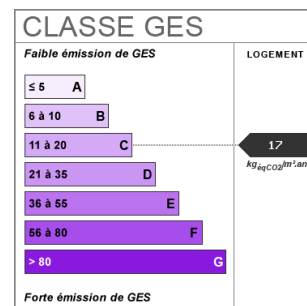 CLASSE GES
Faible émission de GES
LOGEMENT
≤ 5 A
6 à 10 B
11 à 20 C
17
kgéqCO2/m².an
21 à 35 D
36 à 55 E
56 à 80 F
> 80 G
Forte émission de GES